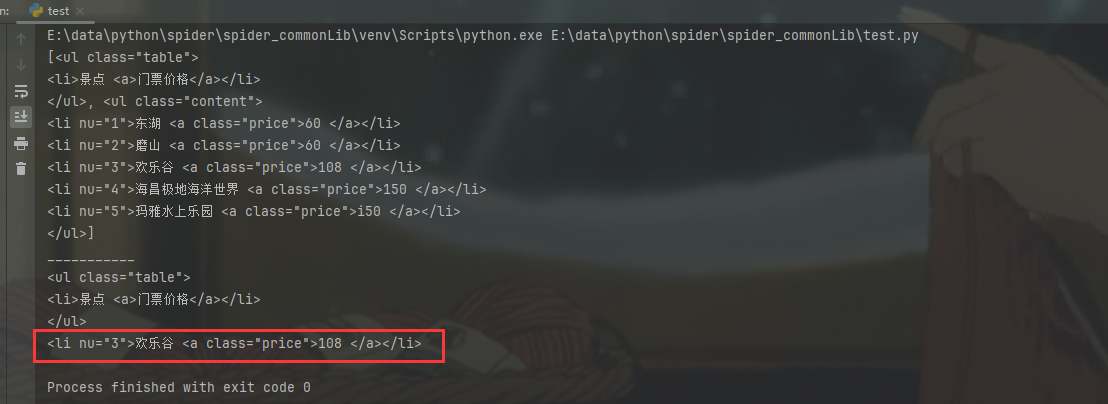 n:
test
E:\data\python\spider\spider_commonLib\venv\Scripts\python.exe E:\data\python\spider\spider_commonLib\test.py
[<ul class="table">
<li>景点 <a>门票价格</a></li>
</ul>, <ul class="content">
<li nu="1">东湖 <a class="price">60 </a></li>
<li nu="2">磨山 <a class="price">60 </a></li>
<li nu="3">欢乐谷 <a class="price">108 </a></li>
<li nu="4">海昌极地海洋世界 <a class="price">150 </a></li>
<li nu="5">玛雅水上乐园 <a class="price">i50 </a></li>
</ul>]
___________
<ul class="table">
<li>景点 <a>门票价格</a></li>
</ul>
<li nu="3">欢乐谷 <a class="price">108 </a></li>
Process finished with exit code 0